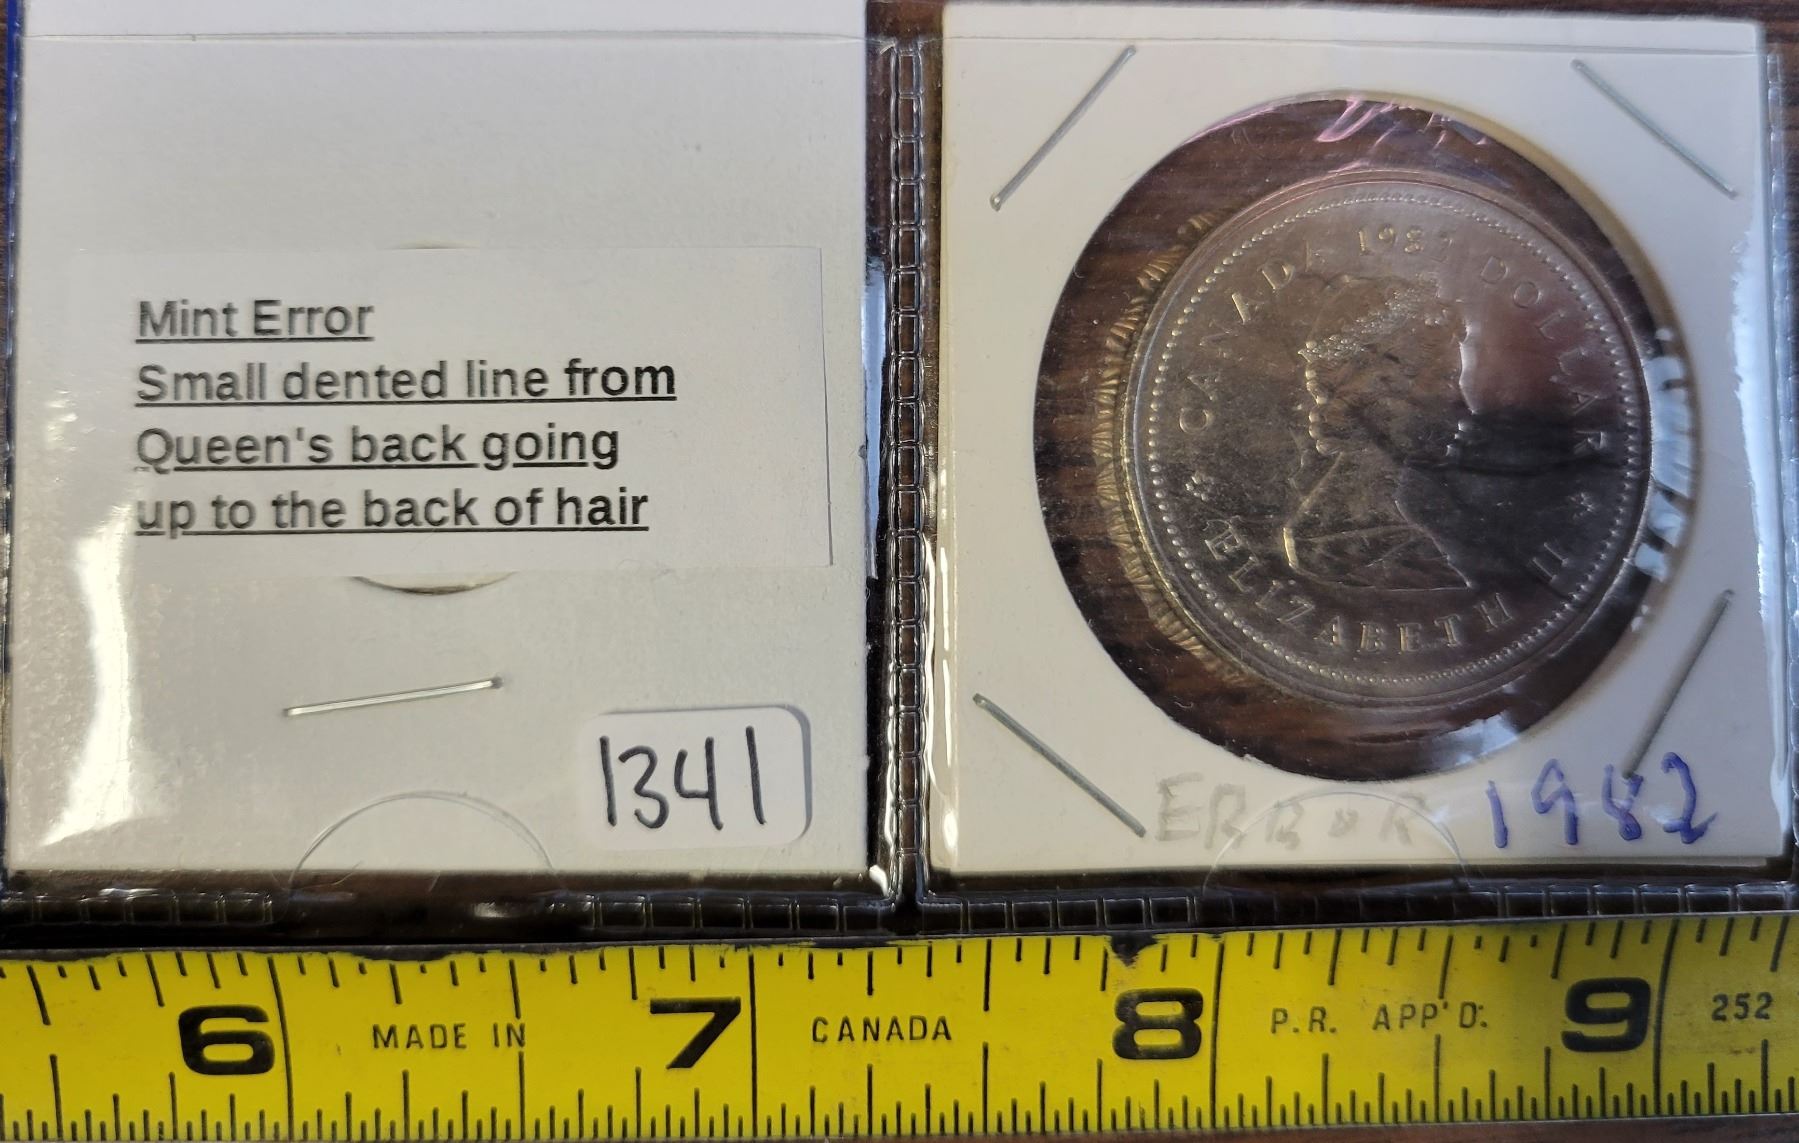 Mint Error
Small dented line from
Queen's back going
up to the back of hair
1341
CANADA 1982 DOLLAR
ELIZABETH II
ERROR 1982
6 MADE IN 7 CANADA 8 P.R. APP'D. 9 252